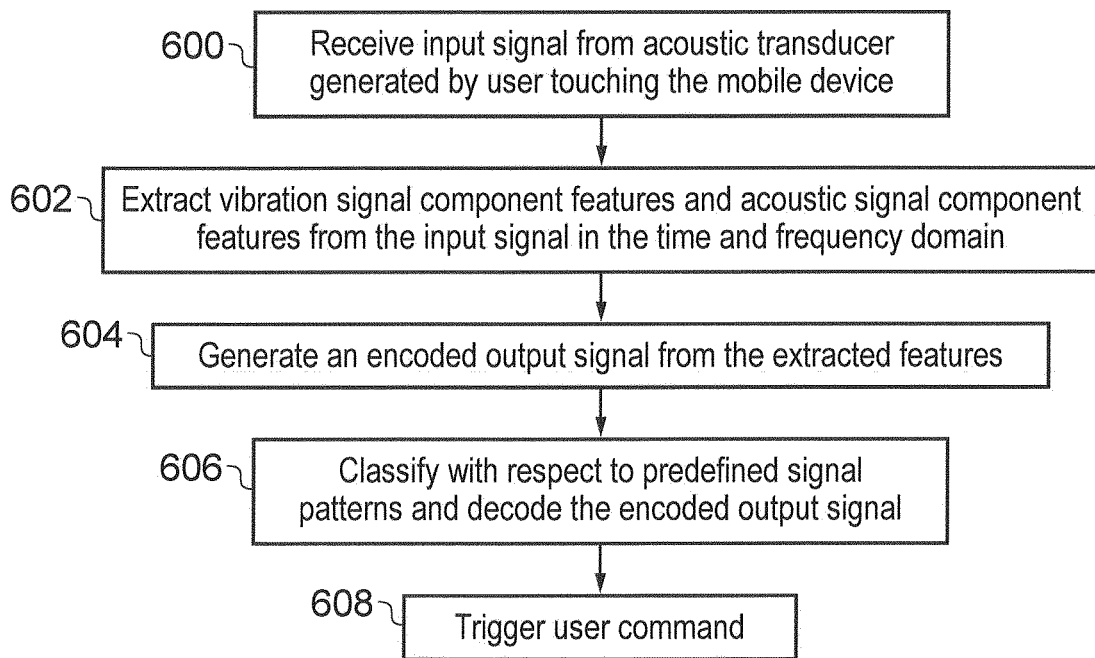 600
Receive input signal from acoustic transducer
generated by user touching the mobile device
602
Extract vibration signal component features and acoustic signal component
features from the input signal in the time and frequency domain
604
Generate an encoded output signal from the extracted features
606
Classify with respect to predefined signal
patterns and decode the encoded output signal
608
Trigger user command